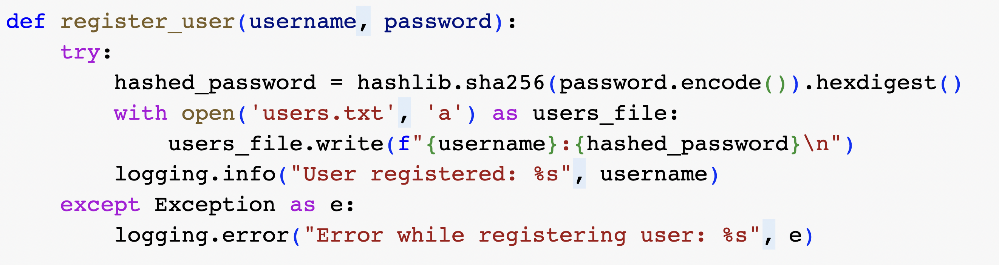 def register_user(username, password):
    try:
        hashed_password = hashlib.sha256(password.encode()).hexdigest()
        with open('users.txt', 'a') as users_file:
            users_file.write(f"{username}:{hashed_password}\n")
        logging.info("User registered: %s", username)
    except Exception as e:
        logging.error("Error while registering user: %s", e)